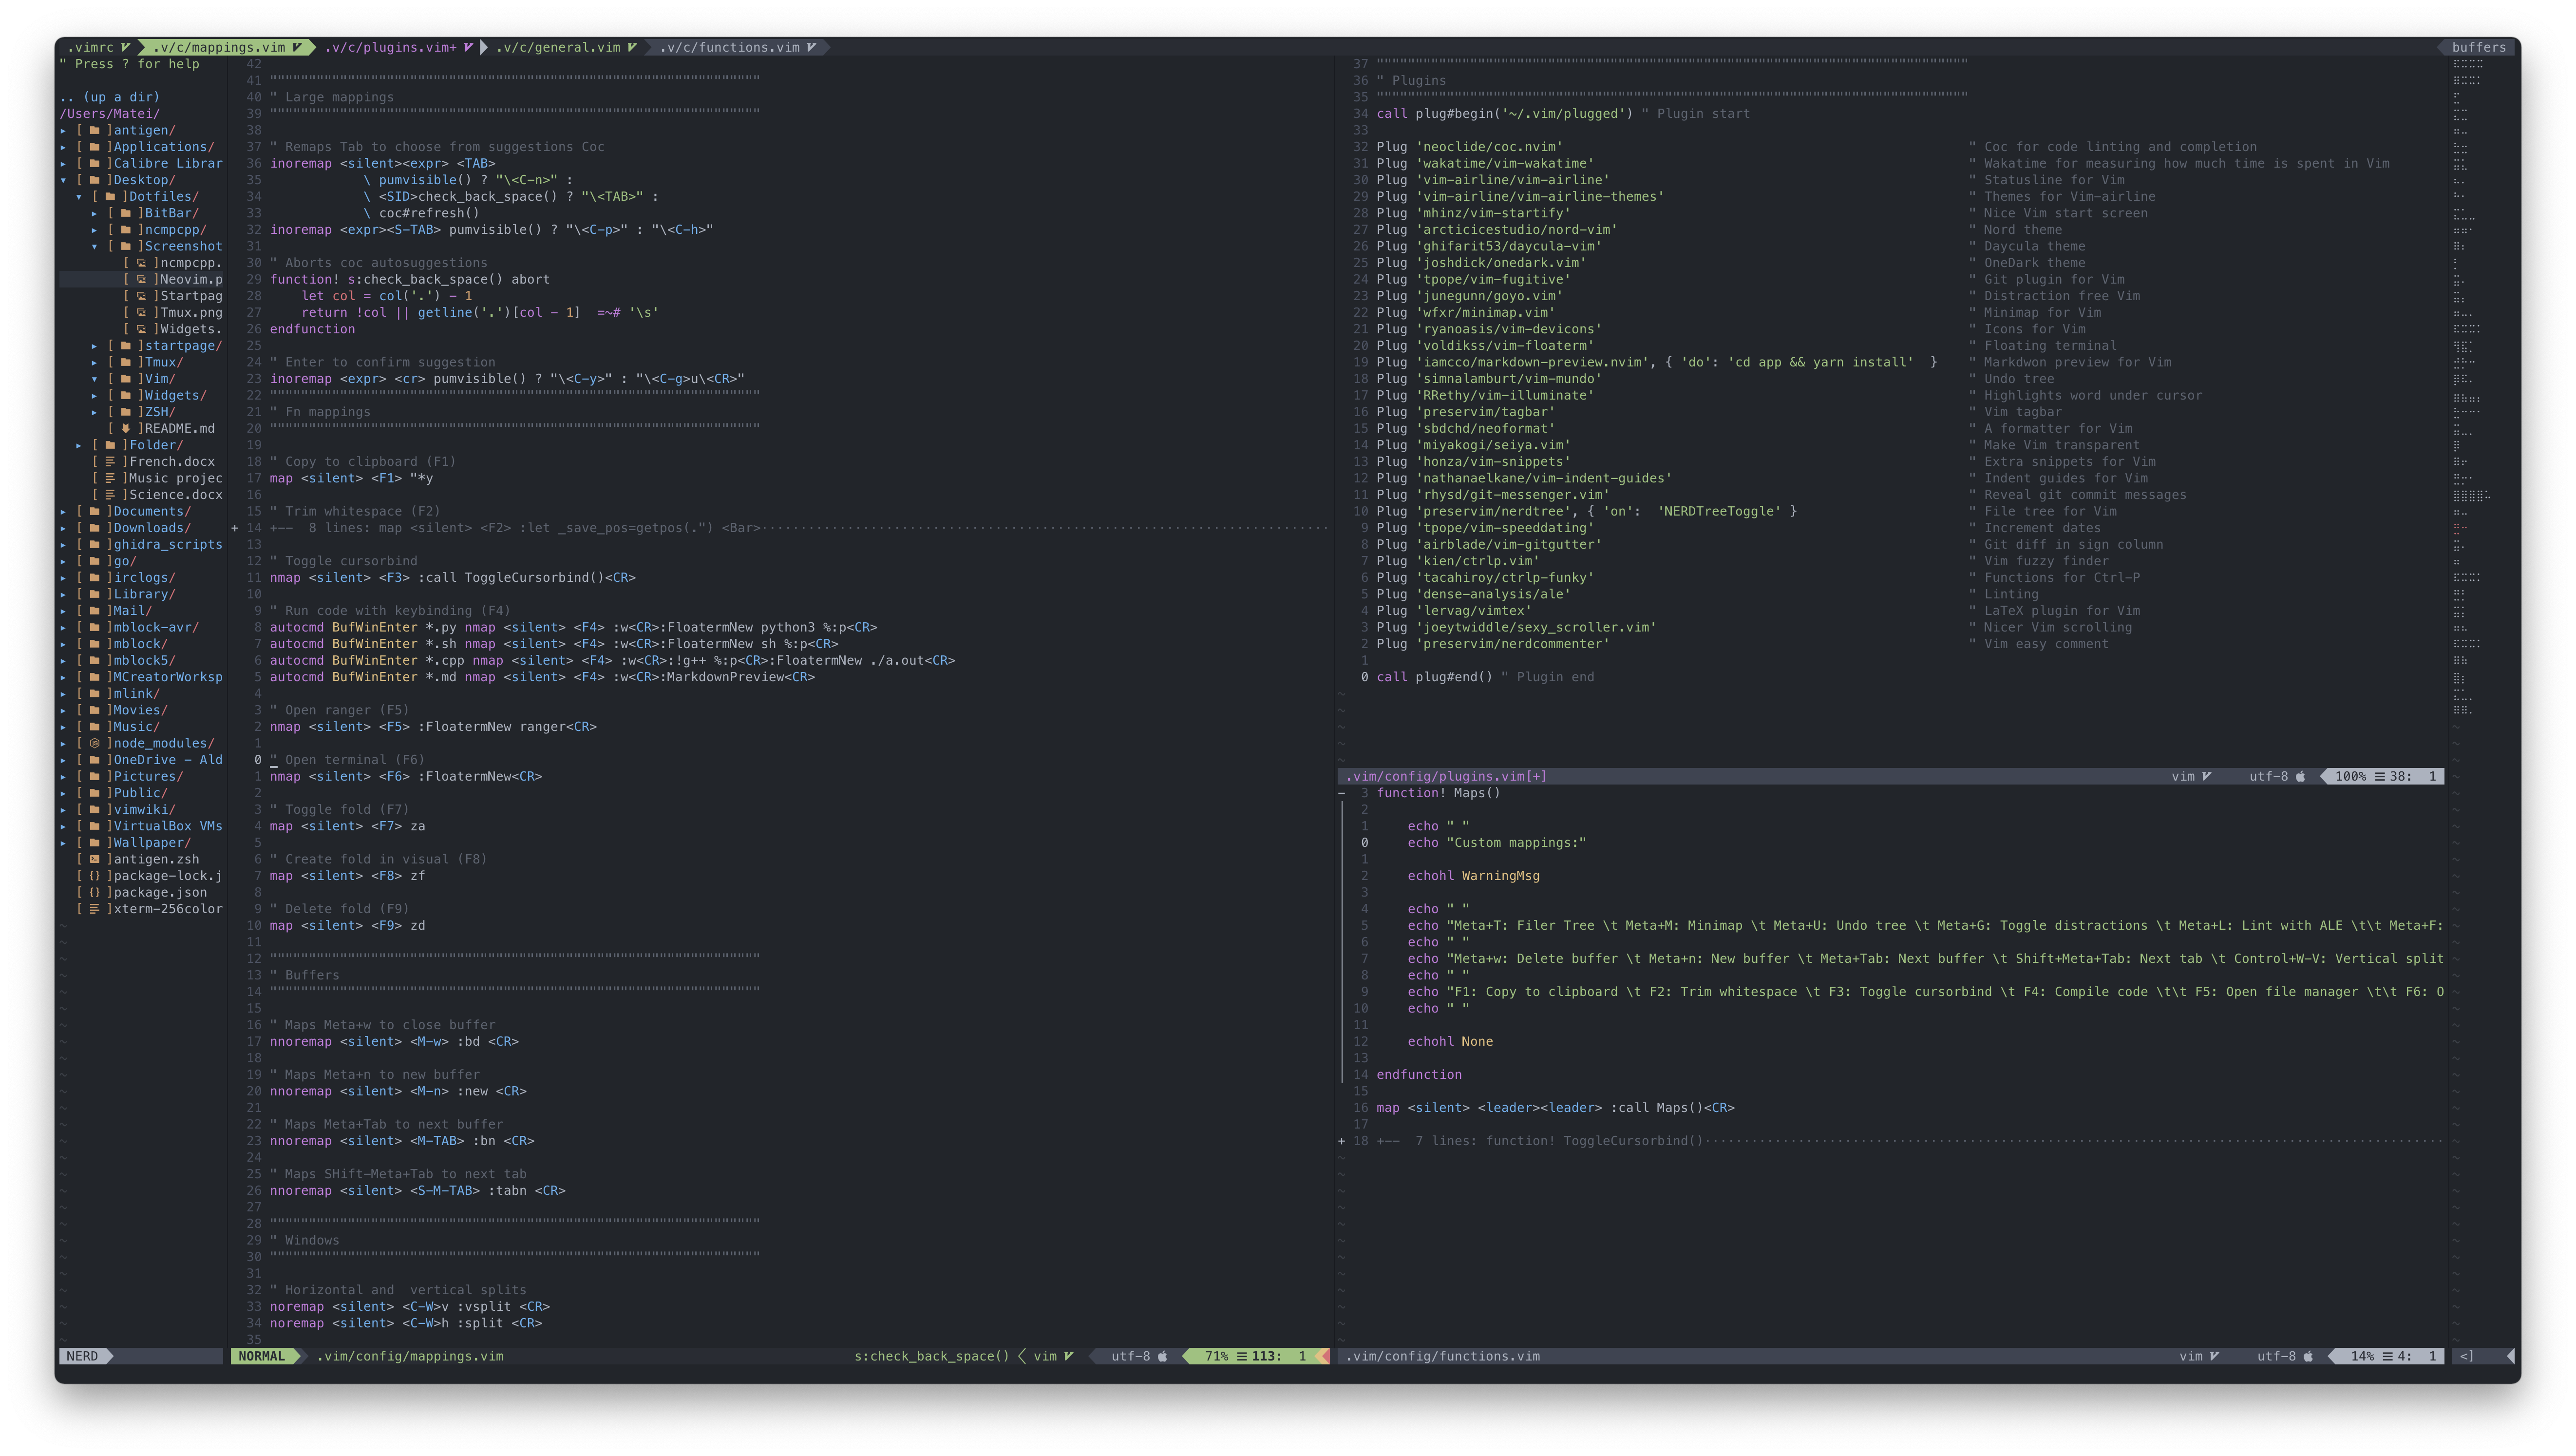 .vimrc .v/c/mappings.vim .v/c/plugins.vim+ .v/c/general.vim .v/c/functions.vim buffers
" Press ? for help
.. (up a dir)
/Users/Matei/
▸ [ ]antigen/
▸ [ ]Applications/
▸ [ ]Calibre Librar
▾ [ ]Desktop/
▾ [ ]Dotfiles/
▸ [ ]BitBar/
▸ [ ]ncmpcpp/
▾ [ ]Screenshot
[ ]ncmpcpp.
[ ]Neovim.p
[ ]Startpag
[ ]Tmux.png
[ ]Widgets.
▸ [ ]startpage/
▸ [ ]Tmux/
▾ [ ]Vim/
▸ [ ]Widgets/
▸ [ ]ZSH/
[ ]README.md
▸ [ ]Folder/
[ ]French.docx
[ ]Music projec
[ ]Science.docx
▸ [ ]Documents/
▸ [ ]Downloads/
▸ [ ]ghidra_scripts
▸ [ ]go/
▸ [ ]irclogs/
▸ [ ]Library/
▸ [ ]Mail/
▸ [ ]mblock-avr/
▸ [ ]mblock/
▸ [ ]mblock5/
▸ [ ]MCreatorWorksp
▸ [ ]mlink/
▸ [ ]Movies/
▸ [ ]Music/
▸ [ ]node_modules/
▸ [ ]OneDrive – Ald
▸ [ ]Pictures/
▸ [ ]Public/
▸ [ ]vimwiki/
▸ [ ]VirtualBox VMs
▸ [ ]Wallpaper/
[ ]antigen.zsh
[ ]package-lock.j
[ ]package.json
[ ]xterm-256color
NERD
42
41 """""""""""""""""""""""""""""""""""""""""""""""""""""""""""""""
40 " Large mappings
39 """""""""""""""""""""""""""""""""""""""""""""""""""""""""""""""
38
37 " Remaps Tab to choose from suggestions Coc
36 inoremap <silent><expr> <TAB>
35 \ pumvisible() ? "\<C-n>" :
34 \ <SID>check_back_space() ? "\<TAB>" :
33 \ coc#refresh()
32 inoremap <expr><S-TAB> pumvisible() ? "\<C-p>" : "\<C-h>"
31
30 " Aborts coc autosuggestions
29 function! s:check_back_space() abort
28 let col = col('.') - 1
27 return !col || getline('.')[col - 1]  =~# '\s'
26 endfunction
25
24 " Enter to confirm suggestion
23 inoremap <expr> <cr> pumvisible() ? "\<C-y>" : "\<C-g>u\<CR>"
22 """""""""""""""""""""""""""""""""""""""""""""""""""""""""""""""
21 " Fn mappings
20 """""""""""""""""""""""""""""""""""""""""""""""""""""""""""""""
19
18 " Copy to clipboard (F1)
17 map <silent> <F1> "*y
16
15 " Trim whitespace (F2)
+ 14 +--  8 lines: map <silent> <F2> :let _save_pos=getpos(.") <Bar>
13
12 " Toggle cursorbind
11 nmap <silent> <F3> :call ToggleCursorbind()<CR>
10
9 " Run code with keybinding (F4)
8 autocmd BufWinEnter *.py nmap <silent> <F4> :w<CR>:FloatermNew python3 %:p<CR>
7 autocmd BufWinEnter *.sh nmap <silent> <F4> :w<CR>:FloatermNew sh %:p<CR>
6 autocmd BufWinEnter *.cpp nmap <silent> <F4> :w<CR>:!g++ %:p<CR>:FloatermNew ./a.out<CR>
5 autocmd BufWinEnter *.md nmap <silent> <F4> :w<CR>:MarkdownPreview<CR>
4
3 " Open ranger (F5)
2 nmap <silent> <F5> :FloatermNew ranger<CR>
1
0 " Open terminal (F6)
1 nmap <silent> <F6> :FloatermNew<CR>
2
3 " Toggle fold (F7)
4 map <silent> <F7> za
5
6 " Create fold in visual (F8)
7 map <silent> <F8> zf
8
9 " Delete fold (F9)
10 map <silent> <F9> zd
11
12 """""""""""""""""""""""""""""""""""""""""""""""""""""""""""""""
13 " Buffers
14 """""""""""""""""""""""""""""""""""""""""""""""""""""""""""""""
15
16 " Maps Meta+w to close buffer
17 nnoremap <silent> <M-w> :bd <CR>
18
19 " Maps Meta+n to new buffer
20 nnoremap <silent> <M-n> :new <CR>
21
22 " Maps Meta+Tab to next buffer
23 nnoremap <silent> <M-TAB> :bn <CR>
24
25 " Maps SHift-Meta+Tab to next tab
26 nnoremap <silent> <S-M-TAB> :tabn <CR>
27
28 """""""""""""""""""""""""""""""""""""""""""""""""""""""""""""""
29 " Windows
30 """""""""""""""""""""""""""""""""""""""""""""""""""""""""""""""
31
32 " Horizontal and  vertical splits
33 noremap <silent> <C-W>v :vsplit <CR>
34 noremap <silent> <C-W>h :split <CR>
35
NORMAL .vim/config/mappings.vim s:check_back_space() vim utf-8 71% ☰ 113: 1
37 """"""""""""""""""""""""""""""""""""""""""""""""""""""""""""""""""""""""""""
36 " Plugins
35 """"""""""""""""""""""""""""""""""""""""""""""""""""""""""""""""""""""""""""
34 call plug#begin('~/.vim/plugged') " Plugin start
33
32 Plug 'neoclide/coc.nvim' " Coc for code linting and completion
31 Plug 'wakatime/vim-wakatime' " Wakatime for measuring how much time is spent in Vim
30 Plug 'vim-airline/vim-airline' " Statusline for Vim
29 Plug 'vim-airline/vim-airline-themes' " Themes for Vim-airline
28 Plug 'mhinz/vim-startify' " Nice Vim start screen
27 Plug 'arcticicestudio/nord-vim' " Nord theme
26 Plug 'ghifarit53/daycula-vim' " Daycula theme
25 Plug 'joshdick/onedark.vim' " OneDark theme
24 Plug 'tpope/vim-fugitive' " Git plugin for Vim
23 Plug 'junegunn/goyo.vim' " Distraction free Vim
22 Plug 'wfxr/minimap.vim' " Minimap for Vim
21 Plug 'ryanoasis/vim-devicons' " Icons for Vim
20 Plug 'voldikss/vim-floaterm' " Floating terminal
19 Plug 'iamcco/markdown-preview.nvim', { 'do': 'cd app && yarn install'  } " Markdwon preview for Vim
18 Plug 'simnalamburt/vim-mundo' " Undo tree
17 Plug 'RRethy/vim-illuminate' " Highlights word under cursor
16 Plug 'preservim/tagbar' " Vim tagbar
15 Plug 'sbdchd/neoformat' " A formatter for Vim
14 Plug 'miyakogi/seiya.vim' " Make Vim transparent
13 Plug 'honza/vim-snippets' " Extra snippets for Vim
12 Plug 'nathanaelkane/vim-indent-guides' " Indent guides for Vim
11 Plug 'rhysd/git-messenger.vim' " Reveal git commit messages
10 Plug 'preservim/nerdtree', { 'on':  'NERDTreeToggle' } " File tree for Vim
9 Plug 'tpope/vim-speeddating' " Increment dates
8 Plug 'airblade/vim-gitgutter' " Git diff in sign column
7 Plug 'kien/ctrlp.vim' " Vim fuzzy finder
6 Plug 'tacahiroy/ctrlp-funky' " Functions for Ctrl-P
5 Plug 'dense-analysis/ale' " Linting
4 Plug 'lervag/vimtex' " LaTeX plugin for Vim
3 Plug 'joeytwiddle/sexy_scroller.vim' " Nicer Vim scrolling
2 Plug 'preservim/nerdcommenter' " Vim easy comment
1
0 call plug#end() " Plugin end
.vim/config/plugins.vim[+] vim utf-8 100% ☰ 38: 1
- 3 function! Maps()
2
1 echo " "
0 echo "Custom mappings:"
1
2 echohl WarningMsg
3
4 echo " "
5 echo "Meta+T: Filer Tree \t Meta+M: Minimap \t Meta+U: Undo tree \t Meta+G: Toggle distractions \t Meta+L: Lint with ALE \t\t Meta+F:
6 echo " "
7 echo "Meta+w: Delete buffer \t Meta+n: New buffer \t Meta+Tab: Next buffer \t Shift+Meta+Tab: Next tab \t Control+W-V: Vertical split
8 echo " "
9 echo "F1: Copy to clipboard \t F2: Trim whitespace \t F3: Toggle cursorbind \t F4: Compile code \t\t F5: Open file manager \t\t F6: O
10 echo " "
11
12 echohl None
13
14 endfunction
15
16 map <silent> <leader><leader> :call Maps()<CR>
17
+ 18 +--  7 lines: function! ToggleCursorbind()
.vim/config/functions.vim vim utf-8 14% ☰ 4: 1
<]